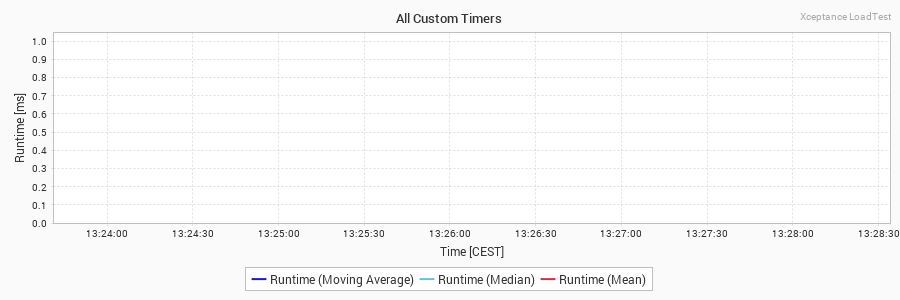 All Custom Timers
Xceptance LoadTest
Runtime [ms]
1.0
0.9
0.8
0.7
0.6
0.5
0.4
0.3
0.2
0.1
0.0
13:24:00 13:24:30 13:25:00 13:25:30 13:26:00 13:26:30 13:27:00 13:27:30 13:28:00 13:28:30
Time [CEST]
Runtime (Moving Average) Runtime (Median) Runtime (Mean)